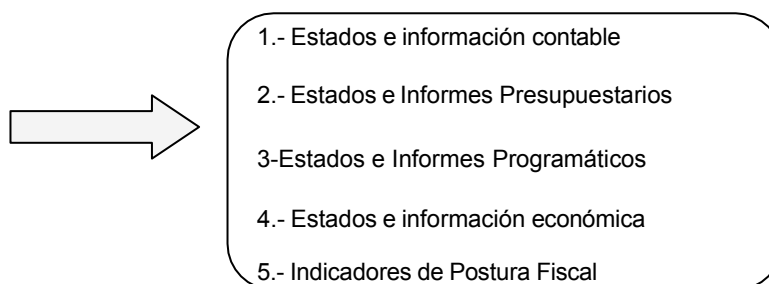 1.- Estados e información contable
2.- Estados e Informes Presupuestarios
3-Estados e Informes Programáticos
4.- Estados e información económica
5.- Indicadores de Postura Fiscal